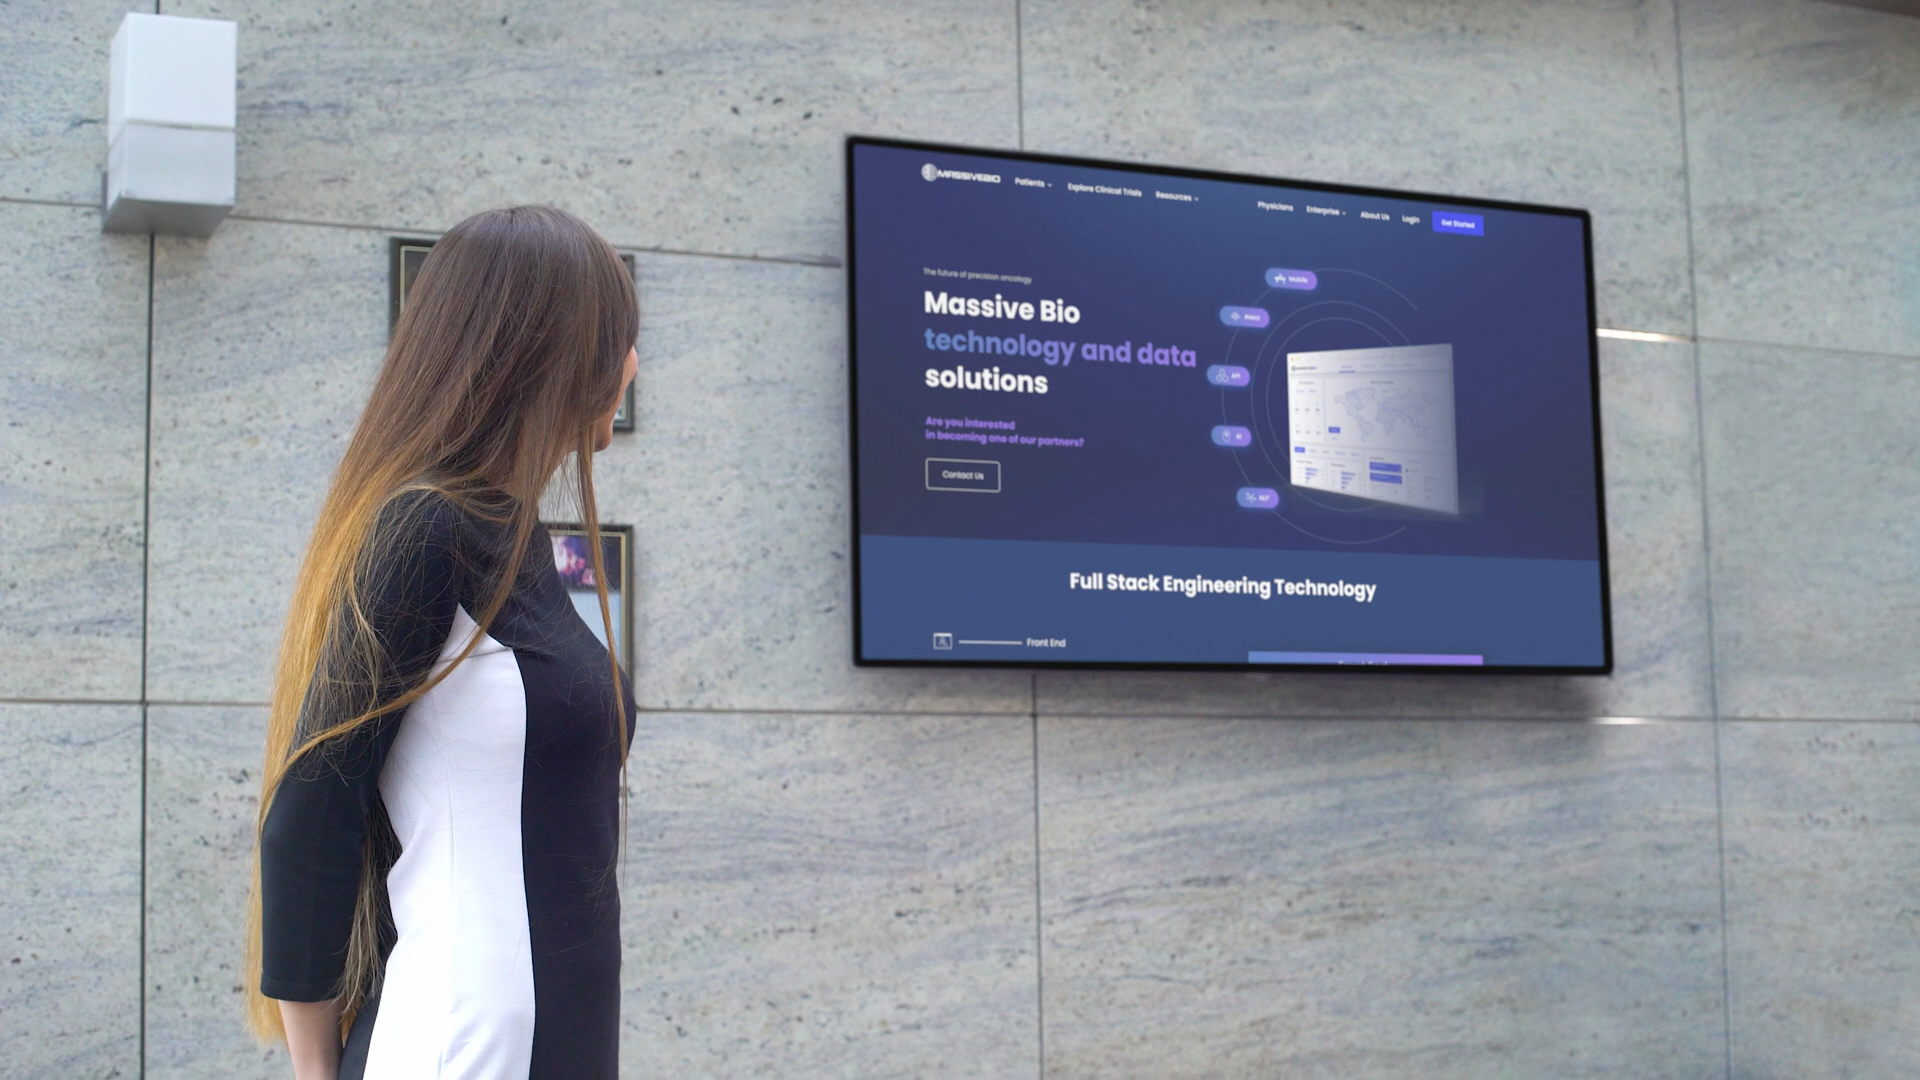 MASSIVEBIO
Patients
Explore Clinical Trials
Resources
Physicians
Enterprise
About Us
Login
Get Started
The future of precision oncology
Massive Bio
technology and data
solutions
Are you interested
in becoming one of our partners?
Contact Us
Mobile
Alexa
API
AI
NLP
Full Stack Engineering Technology
Front End